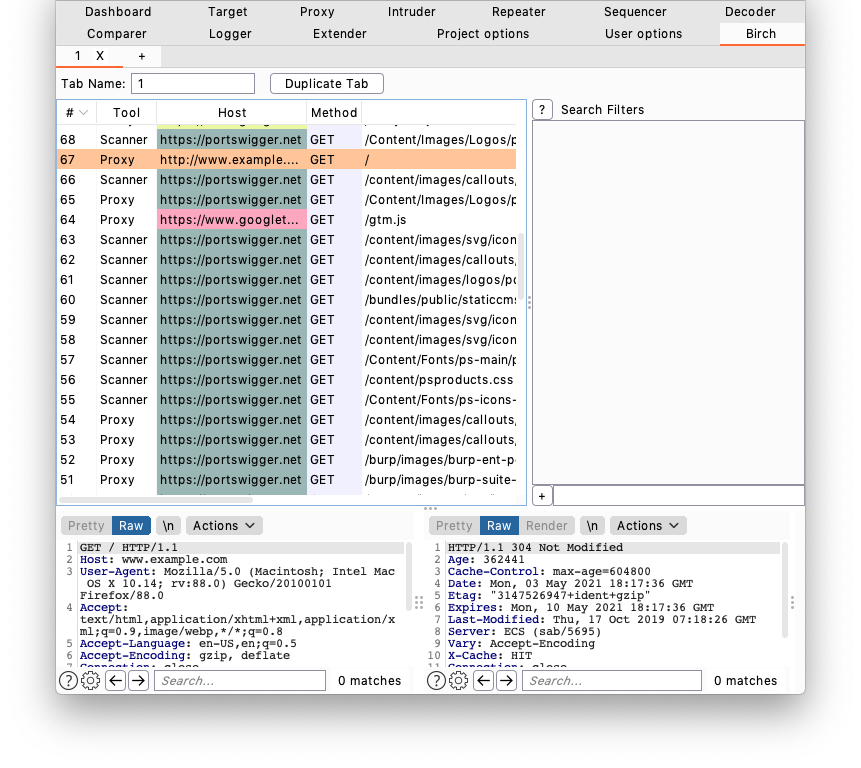 Dashboard Target Proxy Intruder Repeater Sequencer Decoder
Comparer Logger Extender Project options User options Birch
1 X +
Tab Name: 1 Duplicate Tab
# Tool Host Method
? Search Filters
68 Scanner https://portswigger.net GET /Content/Images/Logos/p
67 Proxy http://www.example.... GET /
66 Scanner https://portswigger.net GET /content/images/callouts,
65 Proxy https://portswigger.net GET /Content/Images/Logos/p
64 Proxy https://www.googlet... GET /gtm.js
63 Scanner https://portswigger.net GET /content/images/svg/icon
62 Scanner https://portswigger.net GET /content/images/callouts,
61 Scanner https://portswigger.net GET /content/images/logos/po
60 Scanner https://portswigger.net GET /bundles/public/staticcms
59 Scanner https://portswigger.net GET /content/images/svg/icon
58 Scanner https://portswigger.net GET /content/images/svg/icon
57 Scanner https://portswigger.net GET /Content/Fonts/ps-main/p
56 Scanner https://portswigger.net GET /content/psproducts.css
55 Scanner https://portswigger.net GET /Content/Fonts/ps-icons-
54 Proxy https://portswigger.net GET /content/images/callouts,
53 Proxy https://portswigger.net GET /content/images/callouts,
52 Proxy https://portswigger.net GET /burp/images/burp-ent-p
51 Proxy https://portswigger.net GET /burp/images/burp-suite-
+
Pretty Raw \n Actions
1 GET / HTTP/1.1
2 Host: www.example.com
3 User-Agent: Mozilla/5.0 (Macintosh; Intel Mac
OS X 10.14; rv:88.0) Gecko/20100101
Firefox/88.0
4 Accept:
text/html,application/xhtml+xml,application/x
ml;q=0.9,image/webp,*/*;q=0.8
5 Accept-Language: en-US,en;q=0.5
6 Accept-Encoding: gzip, deflate
7 Connection: close
? Search... 0 matches
Pretty Raw Render \n Actions
1 HTTP/1.1 304 Not Modified
2 Age: 362441
3 Cache-Control: max-age=604800
4 Date: Mon, 03 May 2021 18:17:36 GMT
5 Etag: "3147526947+ident+gzip"
6 Expires: Mon, 10 May 2021 18:17:36 GMT
7 Last-Modified: Thu, 17 Oct 2019 07:18:26 GMT
8 Server: ECS (sab/5695)
9 Vary: Accept-Encoding
10 X-Cache: HIT
11 Connection: close
? Search... 0 matches